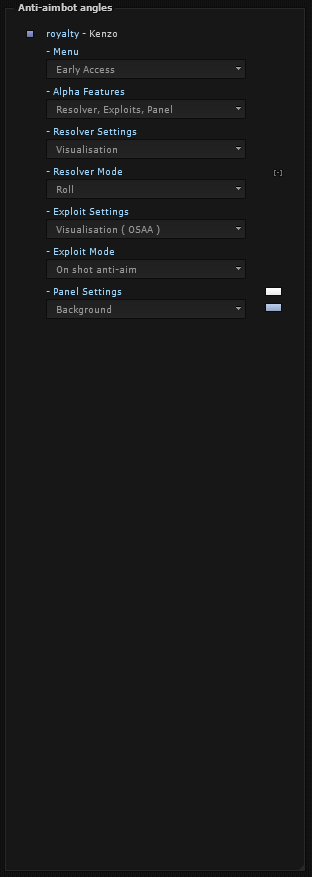 Anti-aimbot angles
royalty - Kenzo
- Menu
Early Access
- Alpha Features
Resolver, Exploits, Panel
- Resolver Settings
Visualisation
- Resolver Mode [-]
Roll
- Exploit Settings
Visualisation ( OSAA )
- Exploit Mode
On shot anti-aim
- Panel Settings
Background